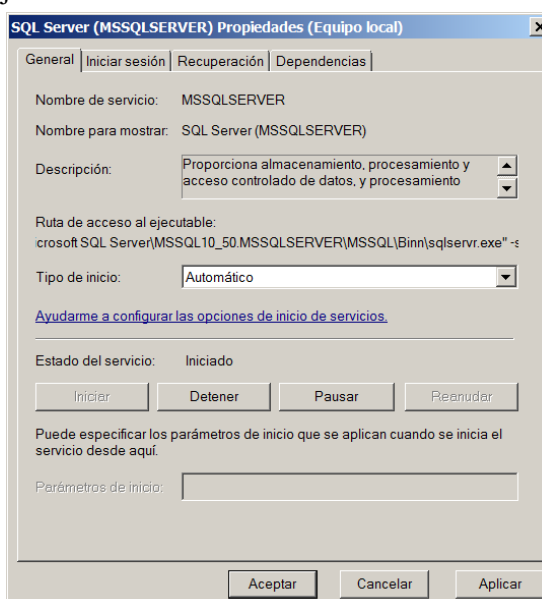 SQL Server (MSSQLSERVER) Propiedades (Equipo local)
General Iniciar sesión Recuperación Dependencias
Nombre de servicio: MSSQLSERVER
Nombre para mostrar: SQL Server (MSSQLSERVER)
Descripción: Proporciona almacenamiento, procesamiento y
acceso controlado de datos, y procesamiento
Ruta de acceso al ejecutable:
icrosoft SQL Server\MSSQL10_50.MSSQLSERVER\MSSQL\Binn\sqlservr.exe" -s
Tipo de inicio: Automático
Ayudarme a configurar las opciones de inicio de servicios.
Estado del servicio: Iniciado
Iniciar Detener Pausar Reanudar
Puede especificar los parámetros de inicio que se aplican cuando se inicia el
servicio desde aquí.
Parámetros de inicio:
Aceptar Cancelar Aplicar